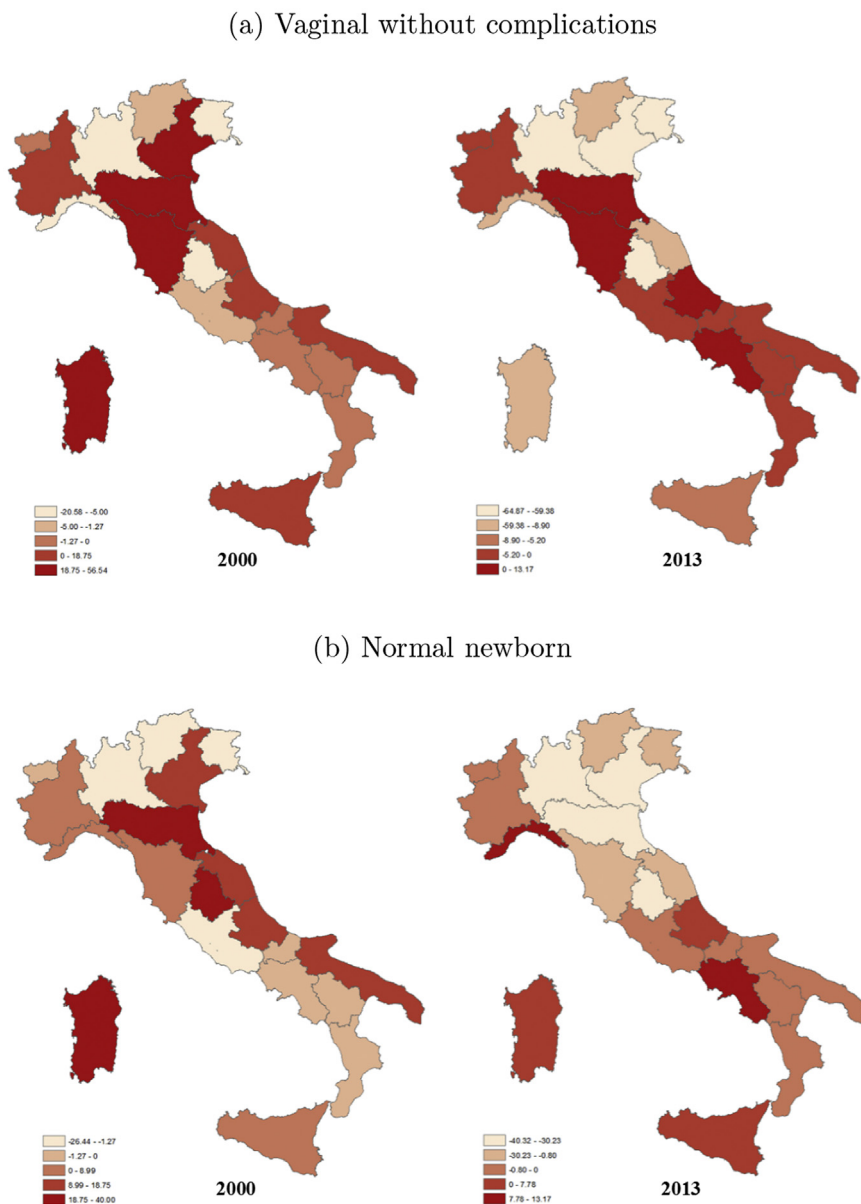 (a) Vaginal without complications
-20.58 - -5.00
-5.00 - -1.27
-1.27 - 0
0 - 18.75
18.75 - 56.54
2000
-64.87 - -59.38
-59.38 - -8.90
-8.90 - -5.20
-5.20 - 0
0 - 13.17
2013
(b) Normal newborn
-26.44 - -1.27
-1.27 - 0
0 - 8.99
8.99 - 18.75
18.75 - 40.00
2000
-40.32 - -30.23
-30.23 - -0.80
-0.80 - 0
0 - 7.78
7.78 - 13.17
2013